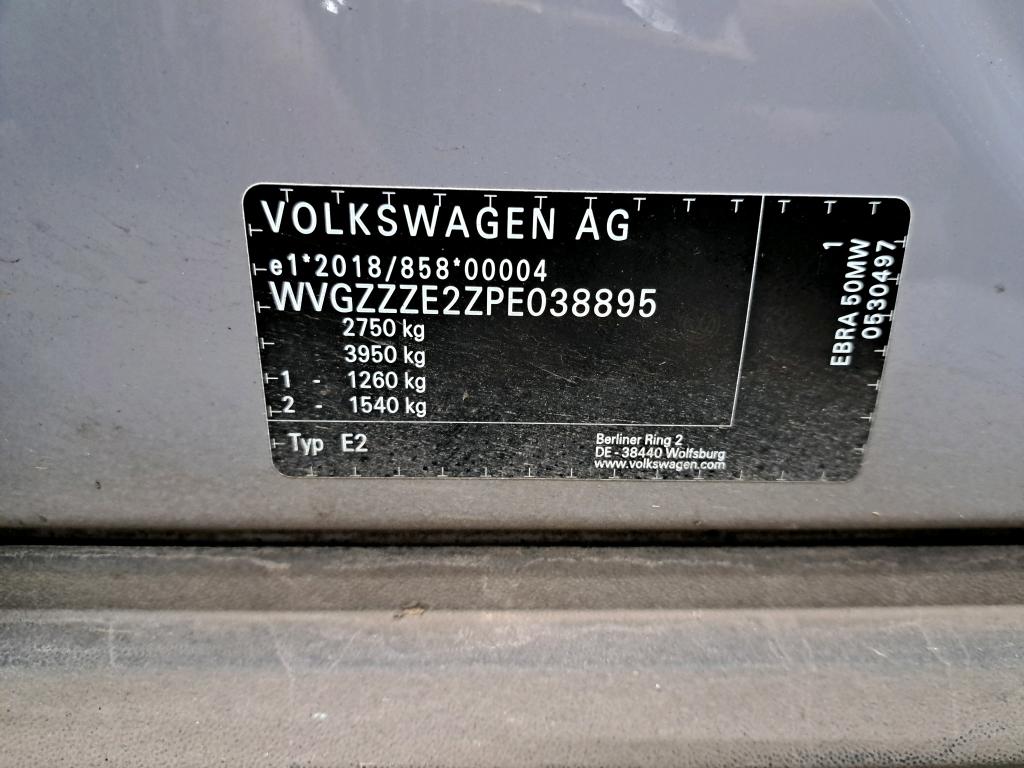 VOLKSWAGEN AG
e1*2018/858*00004
WVGZZZE2ZPE038895
2750 kg
3950 kg
1 - 1260 kg
2 - 1540 kg
Typ E2
Berliner Ring 2
DE - 38440 Wolfsburg
www.volkswagen.com
1
EBRA 50MW
0530497